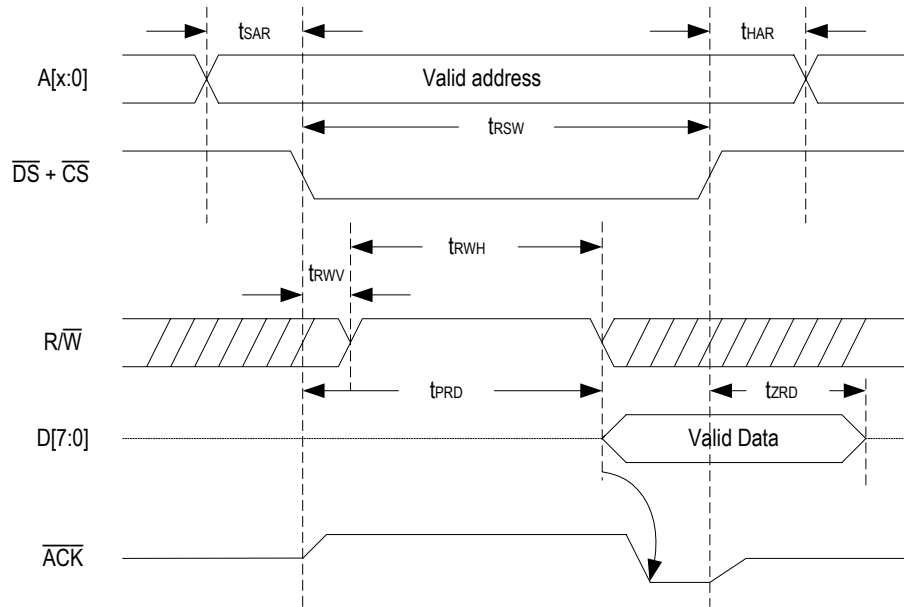 tSAR
tHAR
A[x:0]
Valid address
tRSW
DS + CS
tRWH
tRWV
R/W
tPRD
tZRD
D[7:0]
Valid Data
ACK